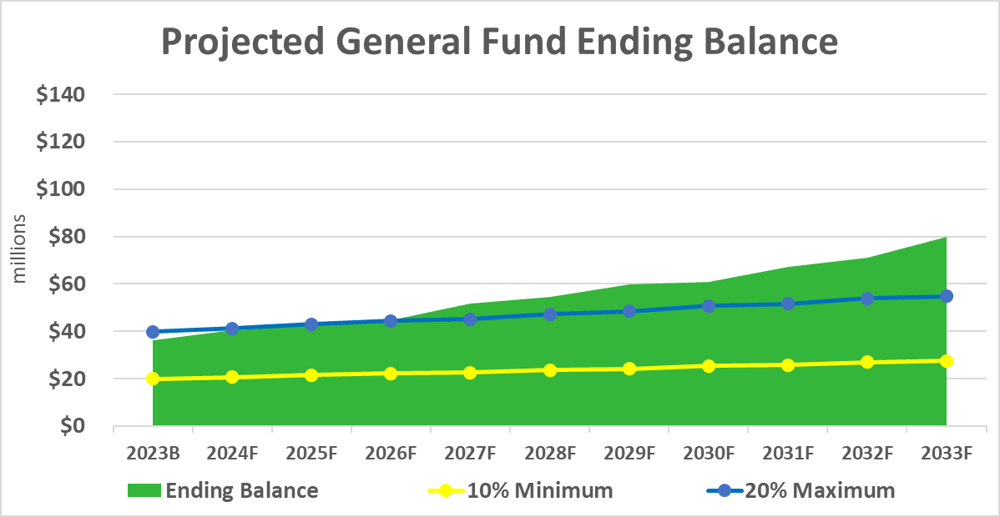 Projected General Fund Ending Balance
$140
$120
$100
$80
$60
$40
$20
$0
millions
2023B 2024F 2025F 2026F 2027F 2028F 2029F 2030F 2031F 2032F 2033F
Ending Balance 10% Minimum 20% Maximum